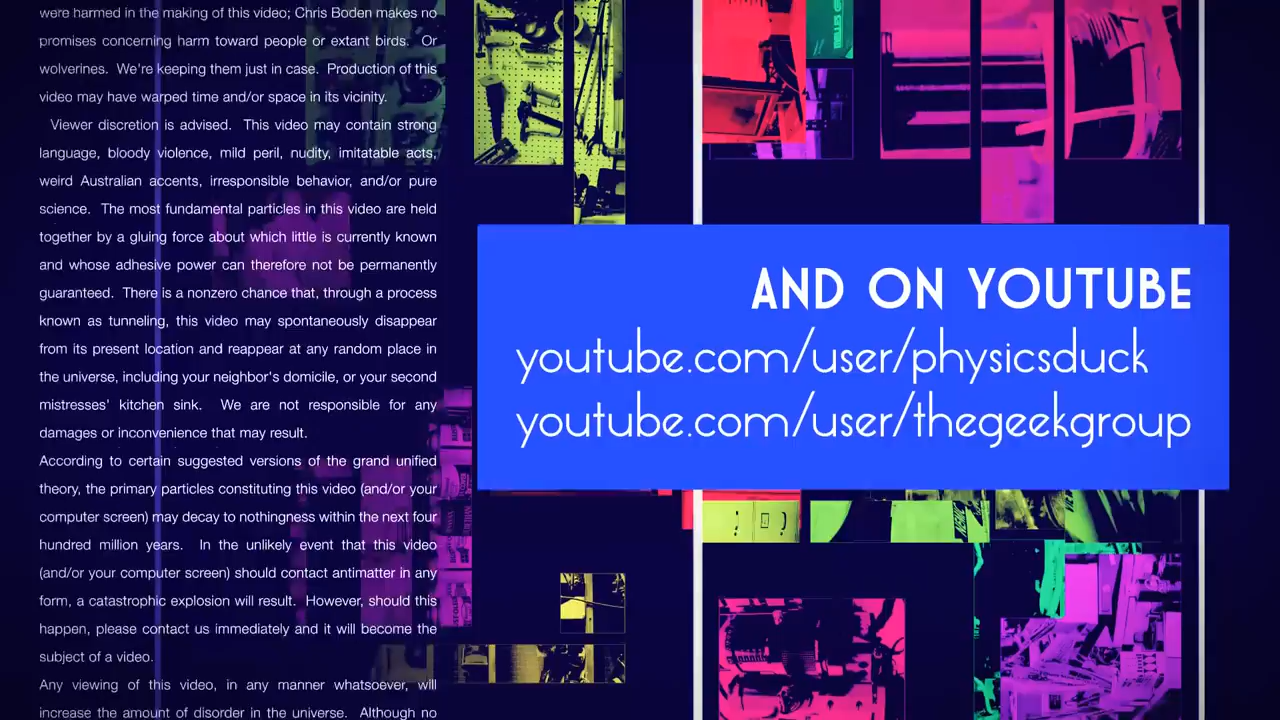 were harmed in the making of this video; Chris Boden makes no
promises concerning harm toward people or extant birds. Or
wolverines. We're keeping them just in case. Production of this
video may have warped time and/or space in its vicinity.
Viewer discretion is advised. This video may contain strong
language, bloody violence, mild peril, nudity, imitatable acts,
weird Australian accents, irresponsible behavior, and/or pure
science. The most fundamental particles in this video are held
together by a gluing force about which little is currently known
and whose adhesive power can therefore not be permanently
guaranteed. There is a nonzero chance that, through a process
known as tunneling, this video may spontaneously disappear
from its present location and reappear at any random place in
the universe, including your neighbor's domicile, or your second
mistresses' kitchen sink. We are not responsible for any
damages or inconvenience that may result.
According to certain suggested versions of the grand unified
theory, the primary particles constituting this video (and/or your
computer screen) may decay to nothingness within the next four
hundred million years. In the unlikely event that this video
(and/or your computer screen) should contact antimatter in any
form, a catastrophic explosion will result. However, should this
happen, please contact us immediately and it will become the
subject of a video.
Any viewing of this video, in any manner whatsoever, will
increase the amount of disorder in the universe. Although no
AND ON YOUTUBE
youtube.com/user/physicsduck
youtube.com/user/thegeekgroup